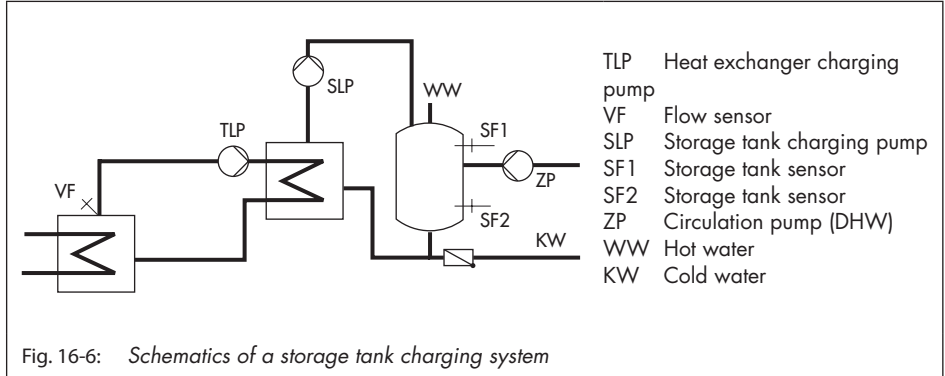 SLP
WW
TLP
SF1
ZP
VF
SF2
KW
TLP Heat exchanger charging
pump
VF Flow sensor
SLP Storage tank charging pump
SF1 Storage tank sensor
SF2 Storage tank sensor
ZP Circulation pump (DHW)
WW Hot water
KW Cold water
Fig. 16-6: Schematics of a storage tank charging system